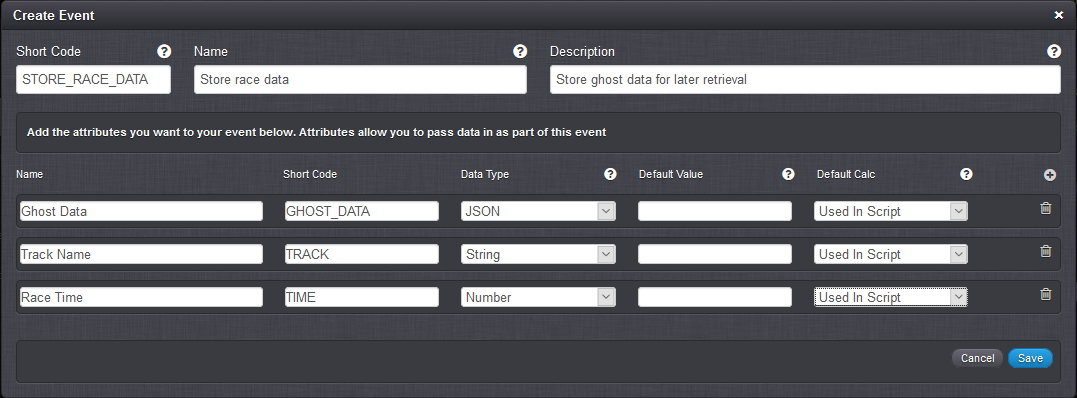 Create Event ×
Short Code ? Name ? Description ?
STORE_RACE_DATA Store race data Store ghost data for later retrieval
Add the attributes you want to your event below. Attributes allow you to pass data in as part of this event
Name Short Code Data Type ? Default Value ? Default Calc ? +
Ghost Data GHOST_DATA JSON Used In Script
Track Name TRACK String Used In Script
Race Time TIME Number Used In Script
Cancel Save